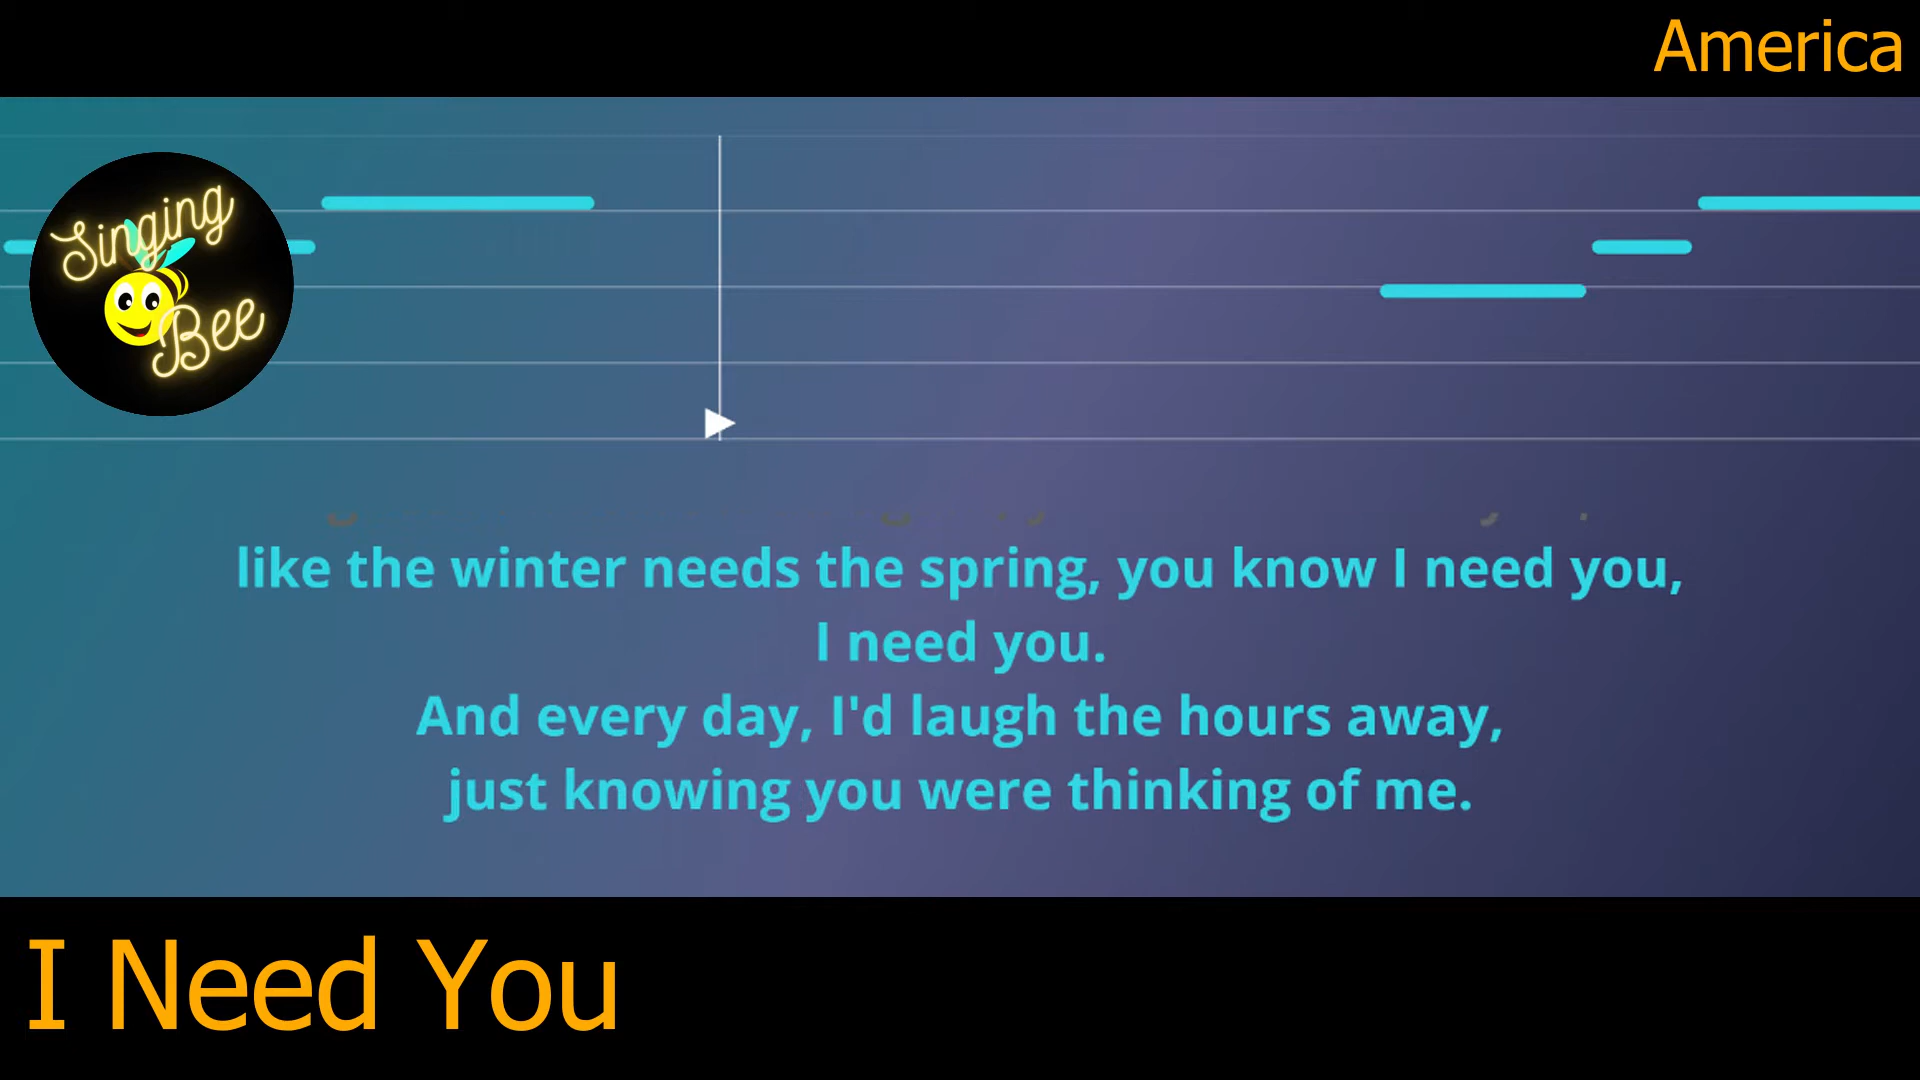 America
Singing
Bee
like the winter needs the spring, you know I need you,
I need you.
And every day, I'd laugh the hours away,
just knowing you were thinking of me.
I Need You